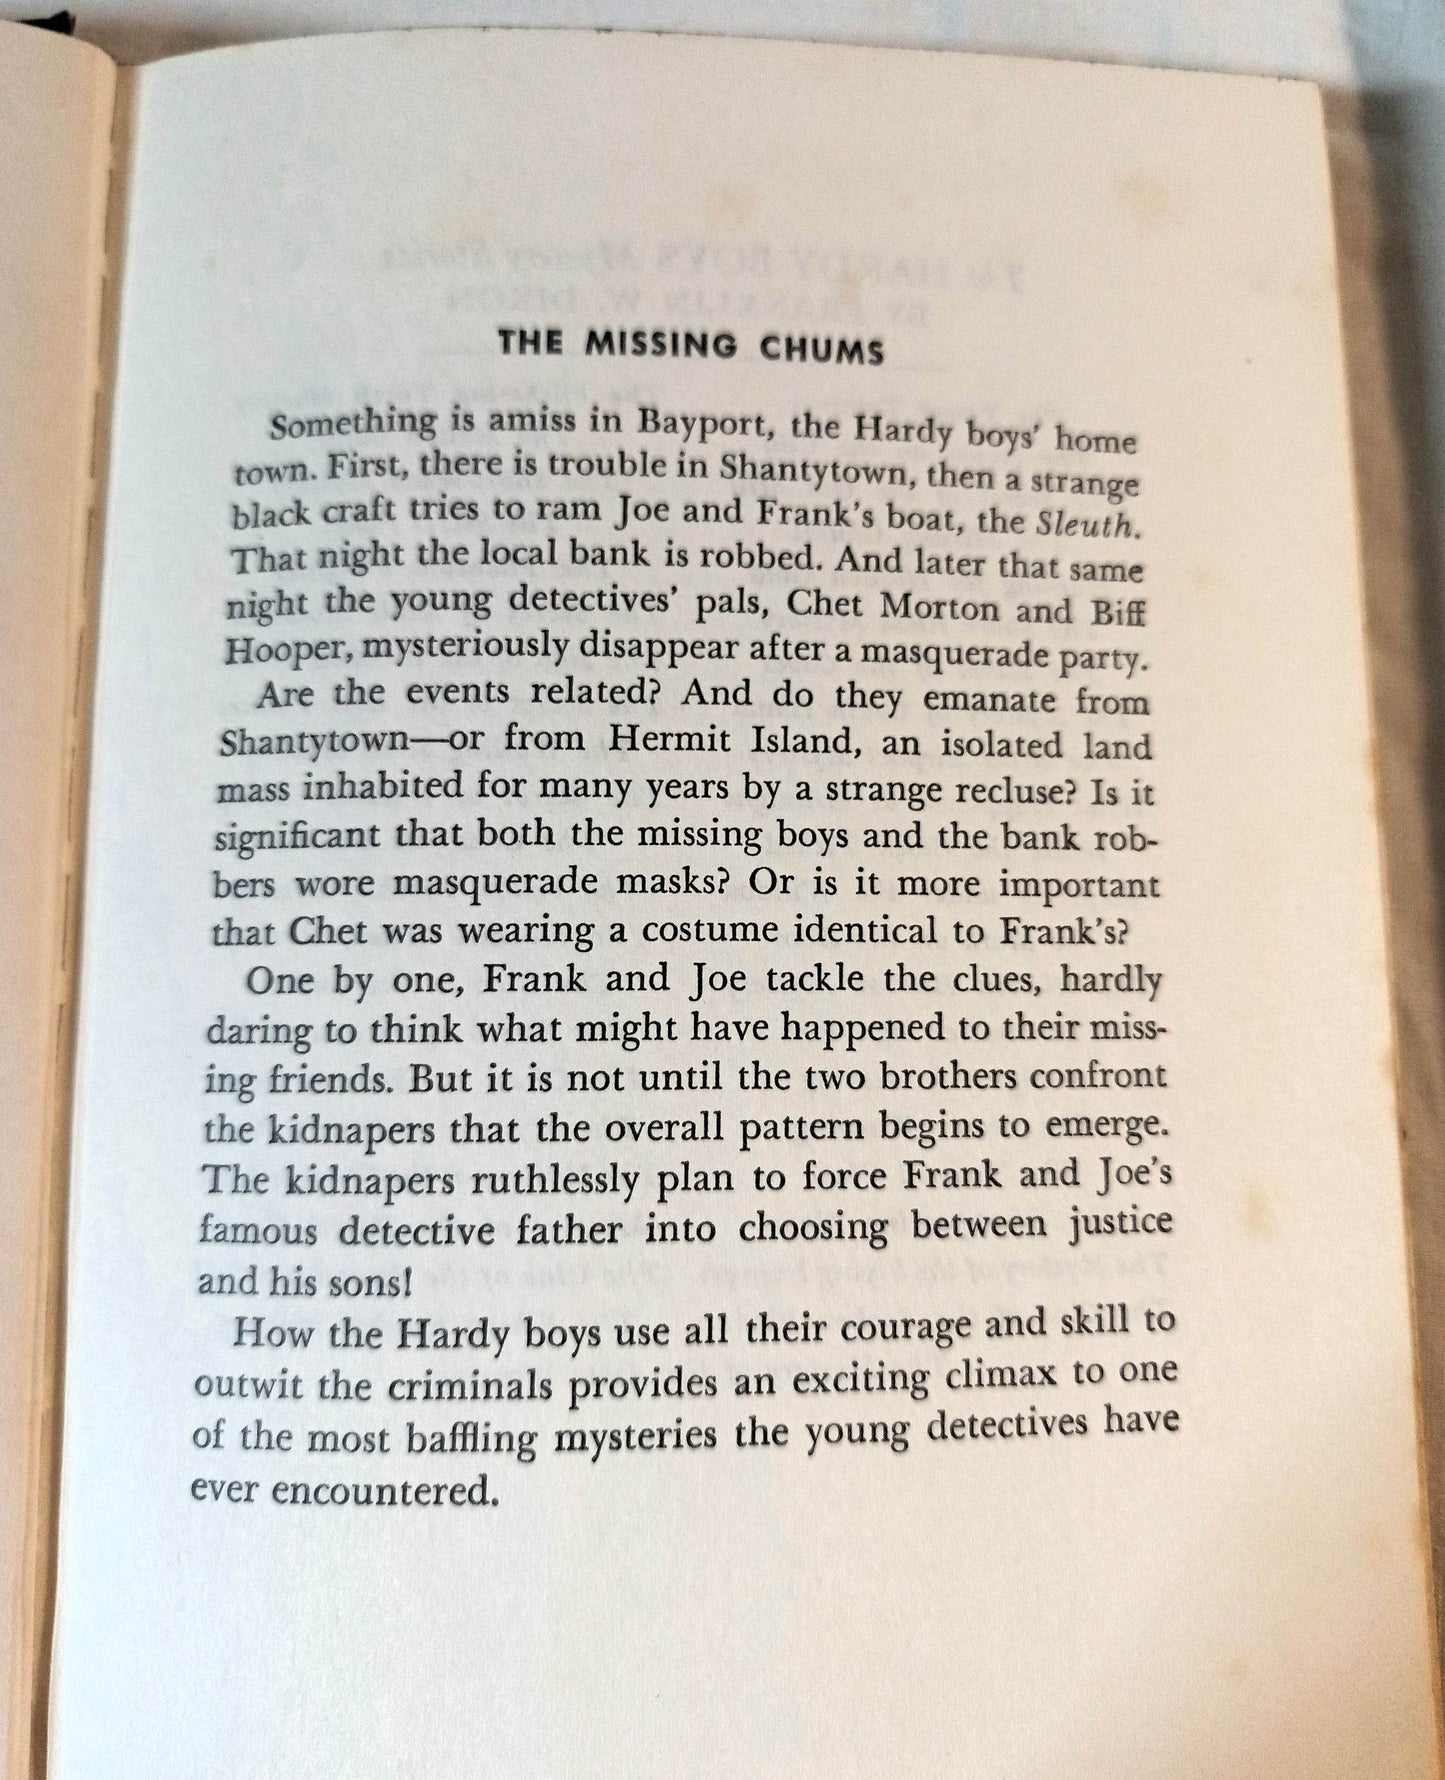 THE MISSING CHUMS
Something is amiss in Bayport, the Hardy boys' home
town. First, there is trouble in Shantytown, then a strange
black craft tries to ram Joe and Frank's boat, the Sleuth.
That night the local bank is robbed. And later that same
night the young detectives' pals, Chet Morton and Biff
Hooper, mysteriously disappear after a masquerade party.
Are the events related? And do they emanate from
Shantytown—or from Hermit Island, an isolated land
mass inhabited for many years by a strange recluse? Is it
significant that both the missing boys and the bank rob-
bers wore masquerade masks? Or is it more important
that Chet was wearing a costume identical to Frank's?
One by one, Frank and Joe tackle the clues, hardly
daring to think what might have happened to their miss-
ing friends. But it is not until the two brothers confront
the kidnapers that the overall pattern begins to emerge.
The kidnapers ruthlessly plan to force Frank and Joe's
famous detective father into choosing between justice
and his sons!
How the Hardy boys use all their courage and skill to
outwit the criminals provides an exciting climax to one
of the most baffling mysteries the young detectives have
ever encountered.